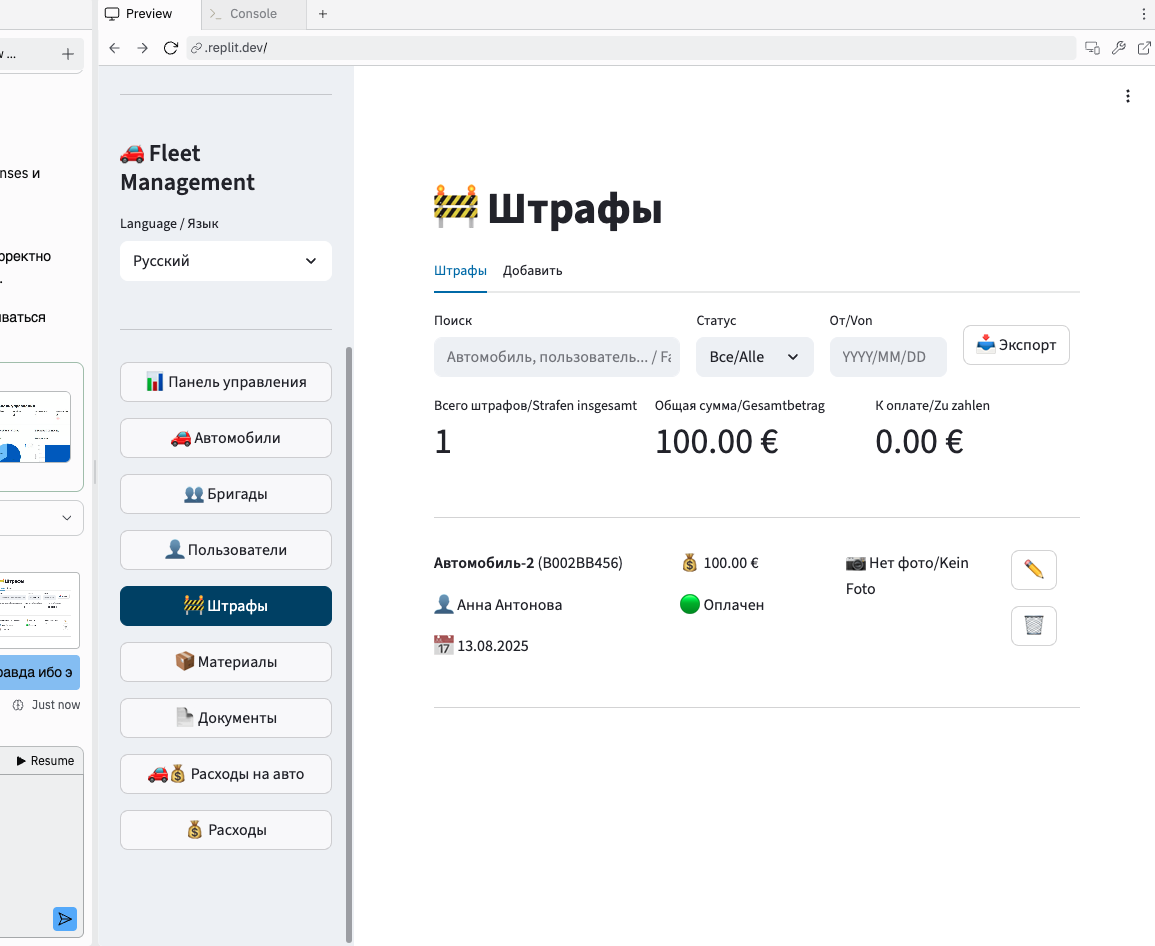 Preview
Console
w ...
.replit.dev/
nses и
орректно
.
иваться
равда ибо э
Just now
Resume
Fleet
Management
Language / Язык
Русский
Панель управления
Автомобили
Бригады
Пользователи
Штрафы
Материалы
Документы
Расходы на авто
Расходы
Штрафы
Штрафы Добавить
Поиск Статус От/Von
Автомобиль, пользователь... / Fa Все/Alle YYYY/MM/DD Экспорт
Всего штрафов/Strafen insgesamt Общая сумма/Gesamtbetrag К оплате/Zu zahlen
1 100.00 € 0.00 €
Автомобиль-2 (B002BB456) 100.00 € Нет фото/Kein
Foto
Анна Антонова Оплачен
13.08.2025